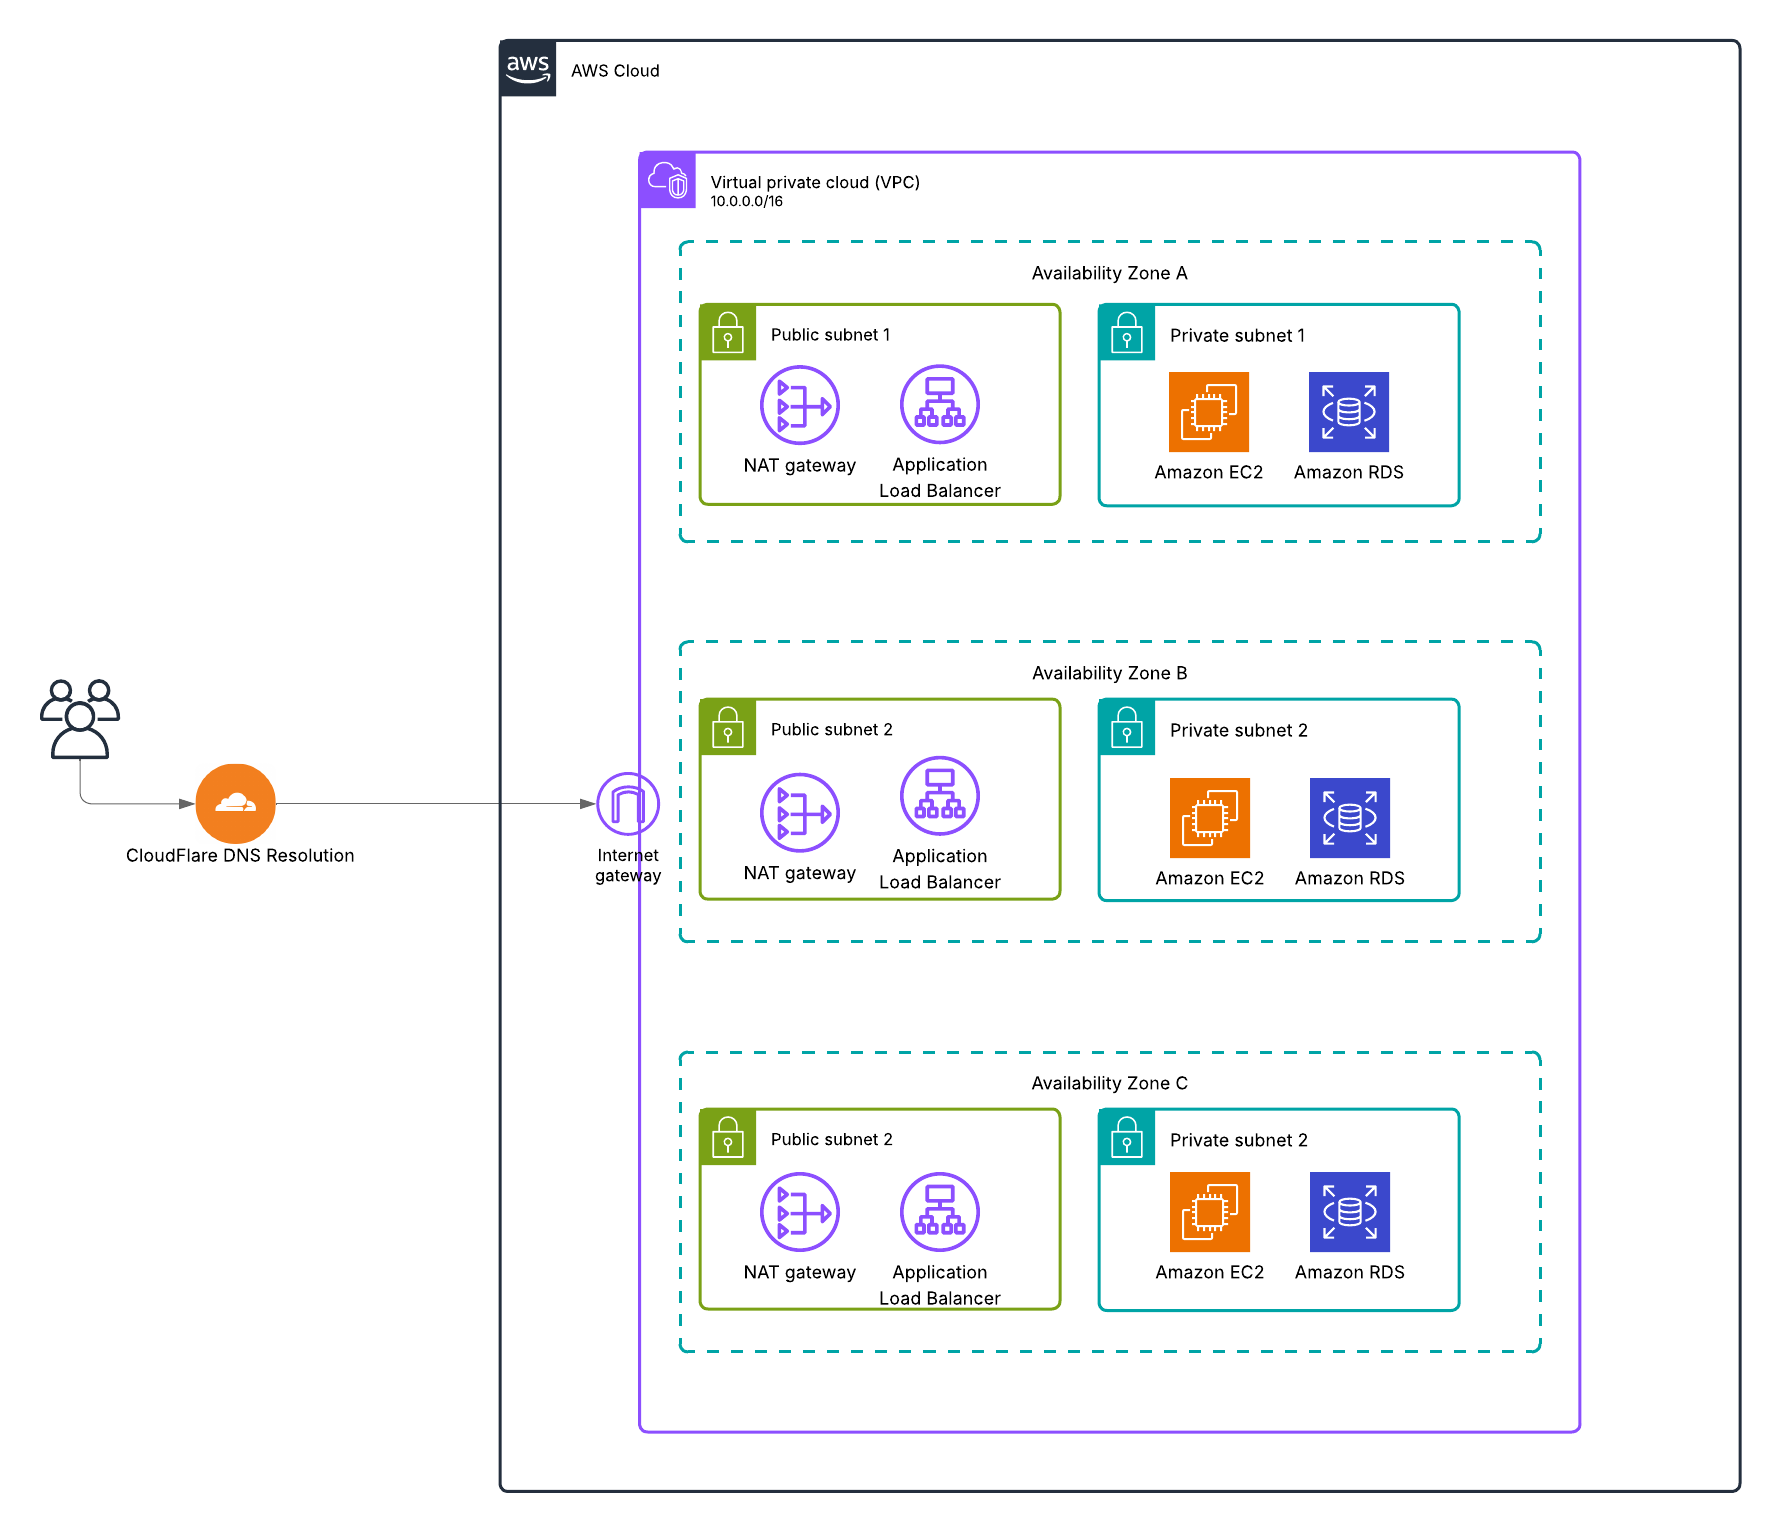 aws
AWS Cloud
Virtual private cloud (VPC)
10.0.0.0/16
Availability Zone A
Public subnet 1
NAT gateway
Application
Load Balancer
Private subnet 1
Amazon EC2
Amazon RDS
Availability Zone B
Public subnet 2
NAT gateway
Application
Load Balancer
Private subnet 2
Amazon EC2
Amazon RDS
CloudFlare DNS Resolution
Internet
gateway
Availability Zone C
Public subnet 2
NAT gateway
Application
Load Balancer
Private subnet 2
Amazon EC2
Amazon RDS